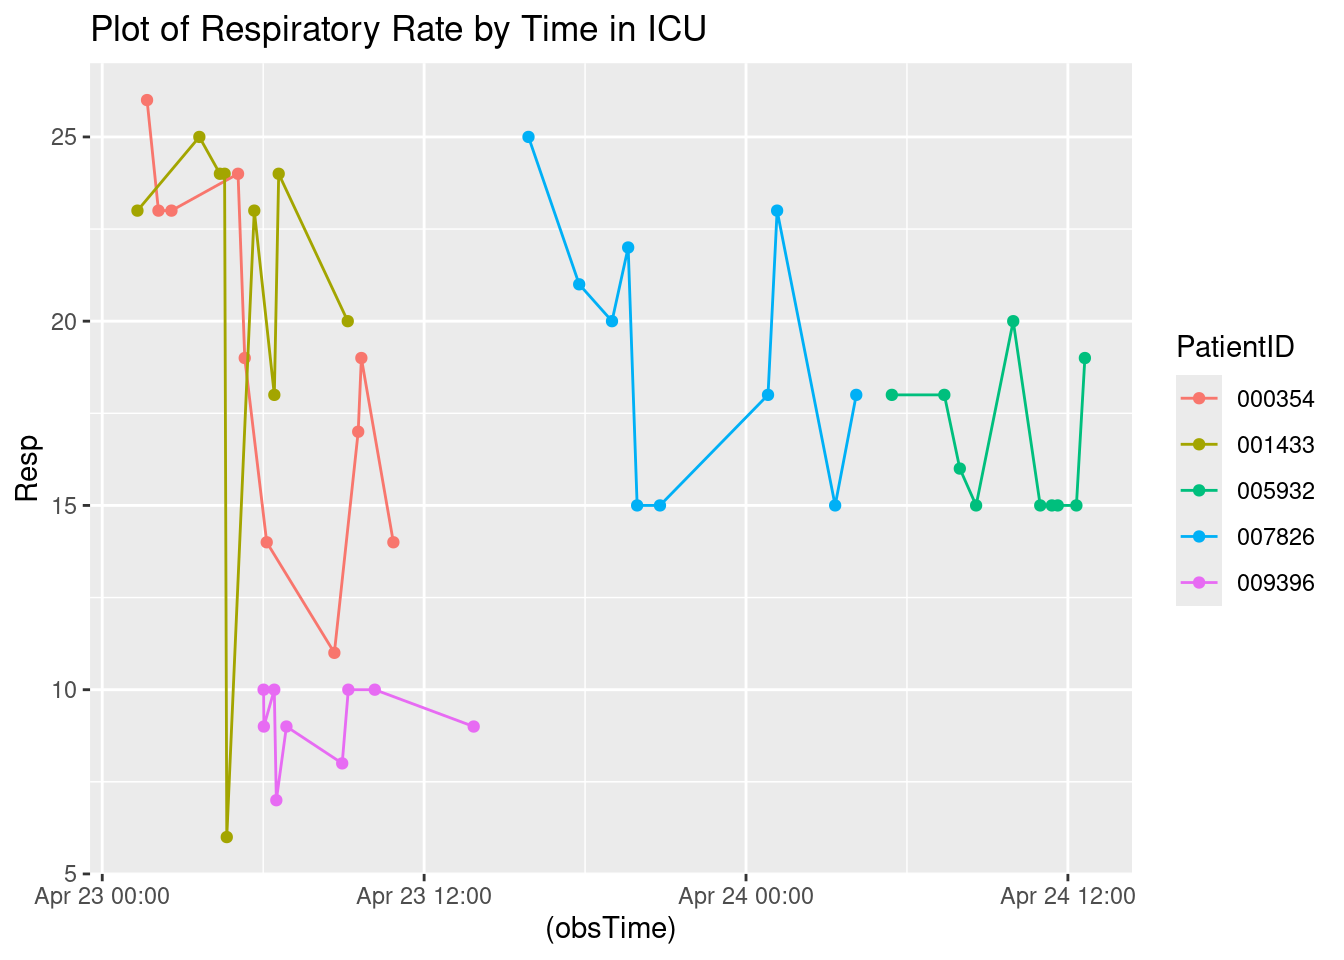 Plot of Respiratory Rate by Time in ICU
25
20
15
10
5
Resp
Apr 23 00:00
Apr 23 12:00
Apr 24 00:00
Apr 24 12:00
(obsTime)
PatientID
000354
001433
005932
007826
009396